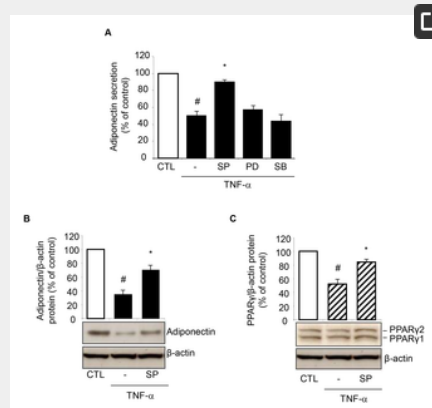 A
Adiponectin secretion
(% of control)
120
100
80
60
40
20
0
*
#
CTL - SP PD SB
TNF-α
B
Adiponectin/β-actin
protein (% of control)
120
100
80
60
40
20
0
*
#
Adiponectin
β-actin
CTL - SP
TNF-α
C
PPARγ/β-actin protein
(% of control)
120
100
80
60
40
20
0
*
#
PPARγ2
PPARγ1
β-actin
CTL - SP
TNF-α